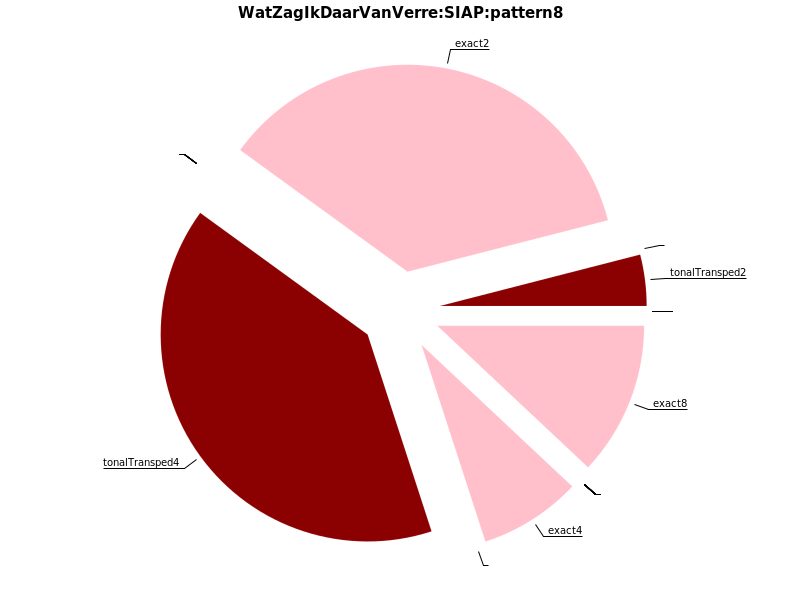 WatZagIkDaarVanVerre:SIAP:pattern8
exact2
tonalTransped2
exact8
tonalTransped4
exact4